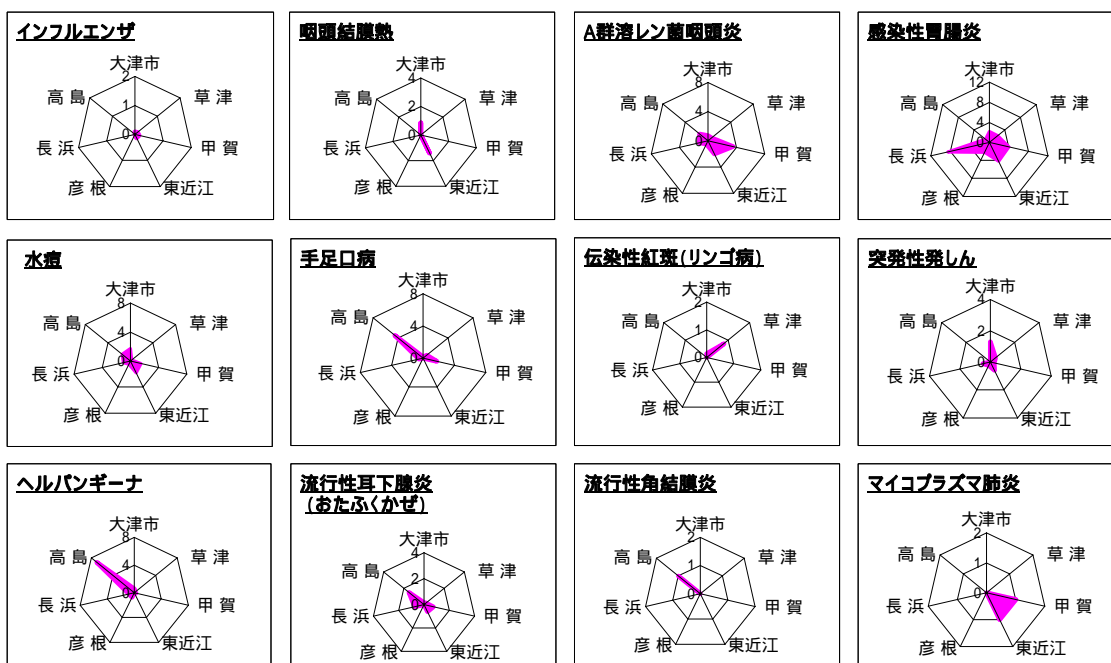 インフルエンザ
大津市
2
高 島
草 津
1
0
長 浜
甲 賀
彦 根
東近江
咽頭結膜熱
大津市
4
高 島
草 津
2
0
長 浜
甲 賀
彦 根
東近江
A群溶レン菌咽頭炎
大津市
8
高 島
草 津
4
0
長 浜
甲 賀
彦 根
東近江
感染性胃腸炎
大津市
12
高 島
草 津
8
4
0
長 浜
甲 賀
彦 根
東近江
水痘
大津市
8
高 島
草 津
4
0
長 浜
甲 賀
彦 根
東近江
手足口病
大津市
8
高 島
草 津
4
0
長 浜
甲 賀
彦 根
東近江
伝染性紅斑(リンゴ病)
大津市
2
高 島
草 津
1
0
長 浜
甲 賀
彦 根
東近江
突発性発しん
大津市
4
高 島
草 津
2
0
長 浜
甲 賀
彦 根
東近江
ヘルパンギーナ
大津市
8
高 島
草 津
4
0
長 浜
甲 賀
彦 根
東近江
流行性耳下腺炎
(おたふくかぜ)
大津市
4
高 島
草 津
2
0
長 浜
甲 賀
彦 根
東近江
流行性角結膜炎
大津市
2
高 島
草 津
1
0
長 浜
甲 賀
彦 根
東近江
マイコプラズマ肺炎
大津市
2
高 島
草 津
1
0
長 浜
甲 賀
彦 根
東近江